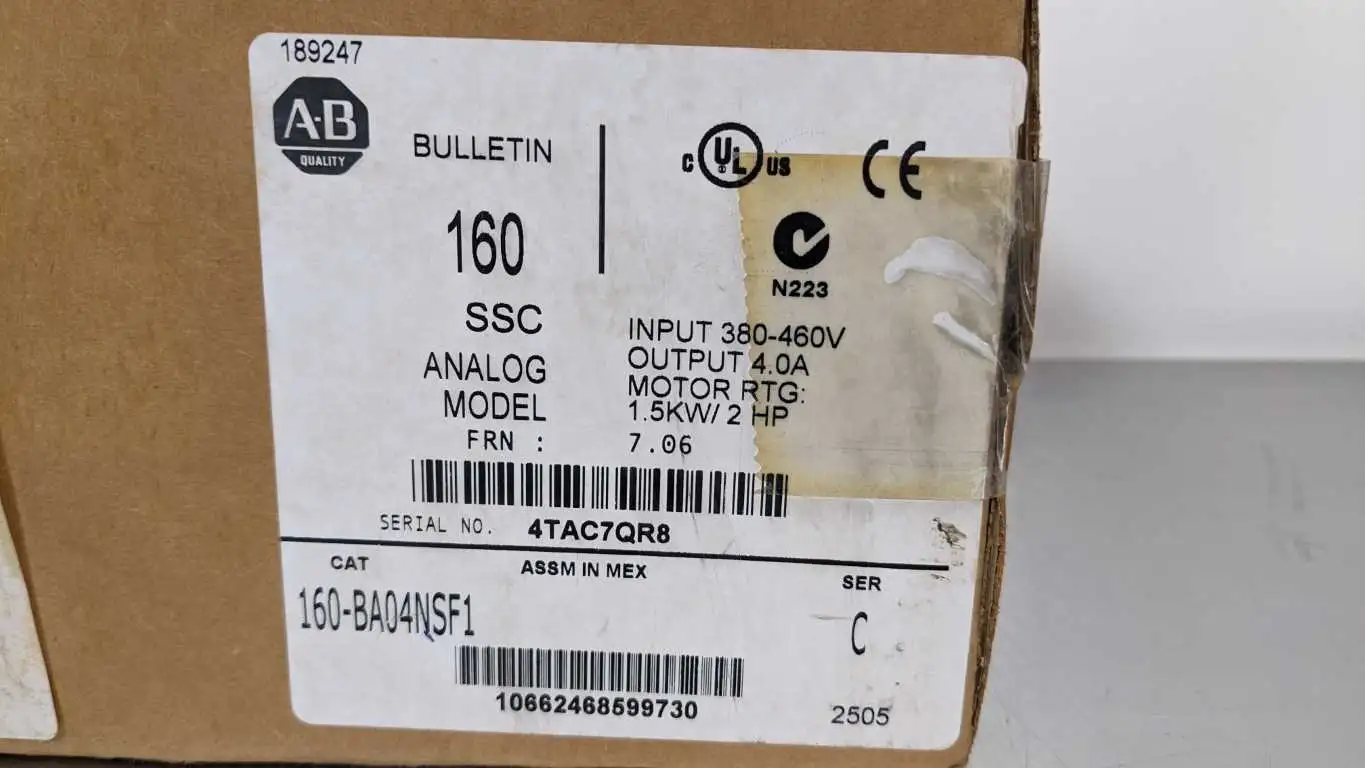 189247
A-B
QUALITY
BULLETIN
160
SSC
ANALOG
MODEL
FRN : 7.06
C UL US
CE
N223
INPUT 380-460V
OUTPUT 4.0A
MOTOR RTG:
1.5KW/ 2 HP
SERIAL NO. 4TAC7QR8
CAT
ASSM IN MEX
SER
160-BA04NSF1
C
10662468599730
2505